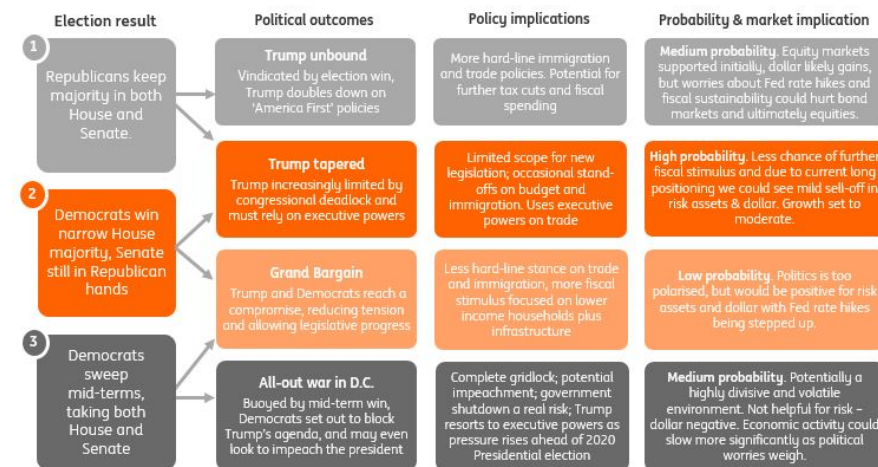 Election result
Political outcomes
Policy implications
Probability & market implication
1
Republicans keep
majority in both
House and
Senate.
Trump unbound
Vindicated by election win,
Trump doubles down on
'America First' policies
More hard-line immigration
and trade policies. Potential for
further tax cuts and fiscal
spending
Medium probability. Equity markets
supported initially, dollar likely gains,
but worries about Fed rate hikes and
fiscal sustainability could hurt bond
markets and ultimately equities.
2
Democrats win
narrow House
majority, Senate
still in Republican
hands
Trump tapered
Trump increasingly limited by
congressional deadlock and
must rely on executive powers
Limited scope for new
legislation; occasional stand-
offs on budget and
immigration. Uses executive
powers on trade
High probability. Less chance of further
fiscal stimulus and due to current long
positioning we could see mild sell-off in
risk assets & dollar. Growth set to
moderate.
Grand Bargain
Trump and Democrats reach a
compromise, reducing tension
and allowing legislative progress
Less hard-line stance on trade
and immigration, more fiscal
stimulus focused on lower
income households plus
infrastructure
Low probability. Politics is too
polarised, but would be positive for risk
assets and dollar with Fed rate hikes
being stepped up.
3
Democrats
sweep
mid-terms,
taking both
House and
Senate
All-out war in D.C.
Buoyed by mid-term win,
Democrats set out to block
Trump's agenda, and may even
look to impeach the president
Complete gridlock; potential
impeachment; government
shutdown a real risk; Trump
resorts to executive powers as
pressure rises ahead of 2020
Presidential election
Medium probability. Potentially a
highly divisive and volatile
environment. Not helpful for risk –
dollar negative. Economic activity could
slow more significantly as political
worries weigh.